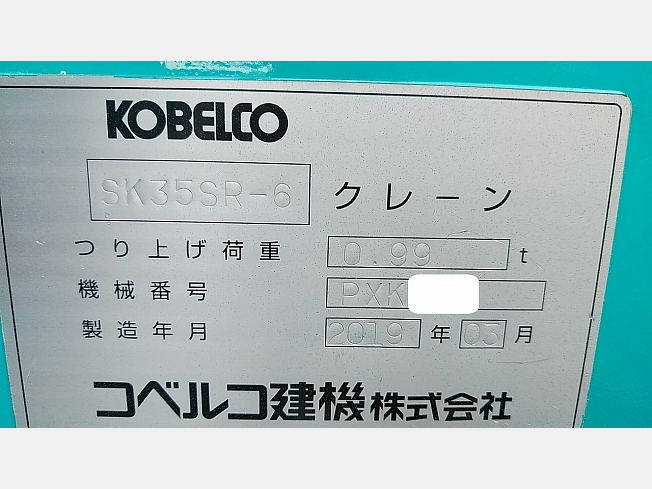 KOBELCO
SK35SR-6 クレーン
つり上げ荷重 0.99 t
機械番号 PXK
製造年月 2019 年 03 月
コベルコ建機株式会社